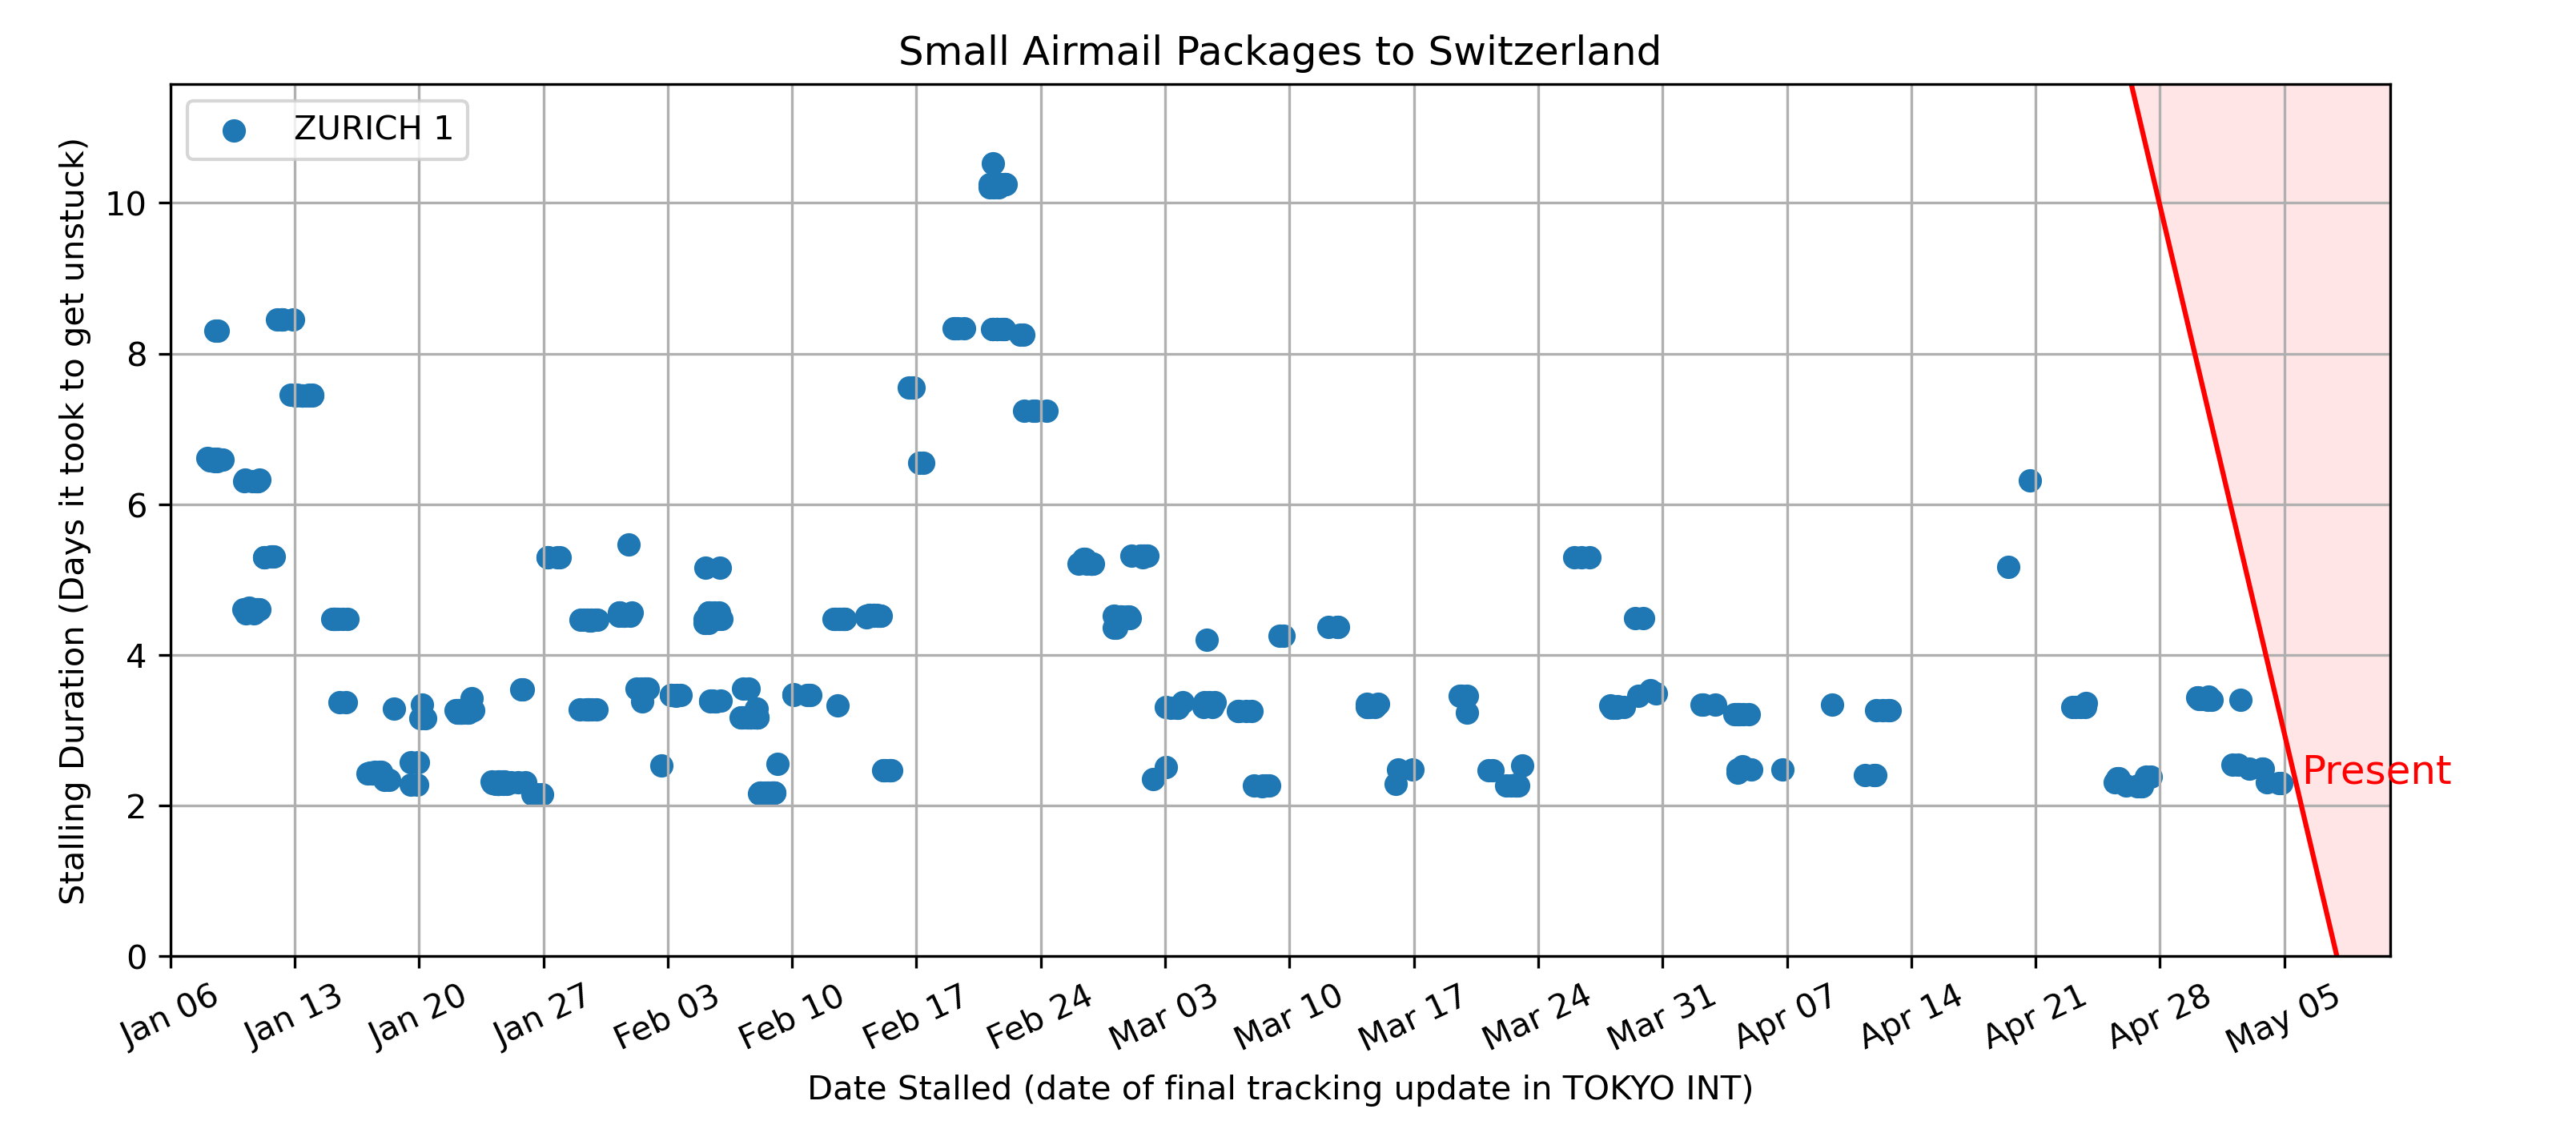 Small Airmail Packages to Switzerland
ZURICH 1
Stalling Duration (Days it took to get unstuck)
10
8
6
4
2
0
Present
Jan 06
Jan 13
Jan 20
Jan 27
Feb 03
Feb 10
Feb 17
Feb 24
Mar 03
Mar 10
Mar 17
Mar 24
Mar 31
Apr 07
Apr 14
Apr 21
Apr 28
May 05
Date Stalled (date of final tracking update in TOKYO INT)